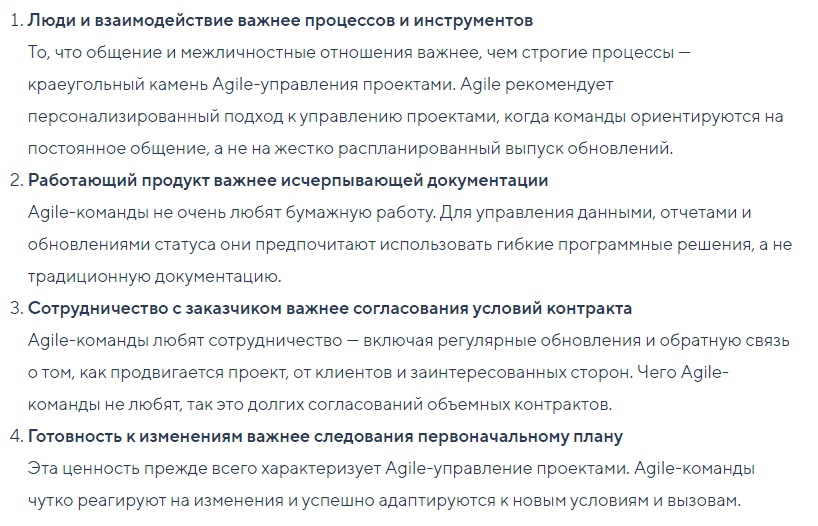 1. Люди и взаимодействие важнее процессов и инструментов
То, что общение и межличностные отношения важнее, чем строгие процессы —
краеугольный камень Agile-управления проектами. Agile рекомендует
персонализированный подход к управлению проектами, когда команды ориентируются на
постоянное общение, а не на жестко распланированный выпуск обновлений.
2. Работающий продукт важнее исчерпывающей документации
Agile-команды не очень любят бумажную работу. Для управления данными, отчетами и
обновлениями статуса они предпочитают использовать гибкие программные решения, а не
традиционную документацию.
3. Сотрудничество с заказчиком важнее согласования условий контракта
Agile-команды любят сотрудничество — включая регулярные обновления и обратную связь
о том, как продвигается проект, от клиентов и заинтересованных сторон. Чего Agile-
команды не любят, так это долгих согласований объемных контрактов.
4. Готовность к изменениям важнее следования первоначальному плану
Эта ценность прежде всего характеризует Agile-управление проектами. Agile-команды
чутко реагируют на изменения и успешно адаптируются к новым условиям и вызовам.